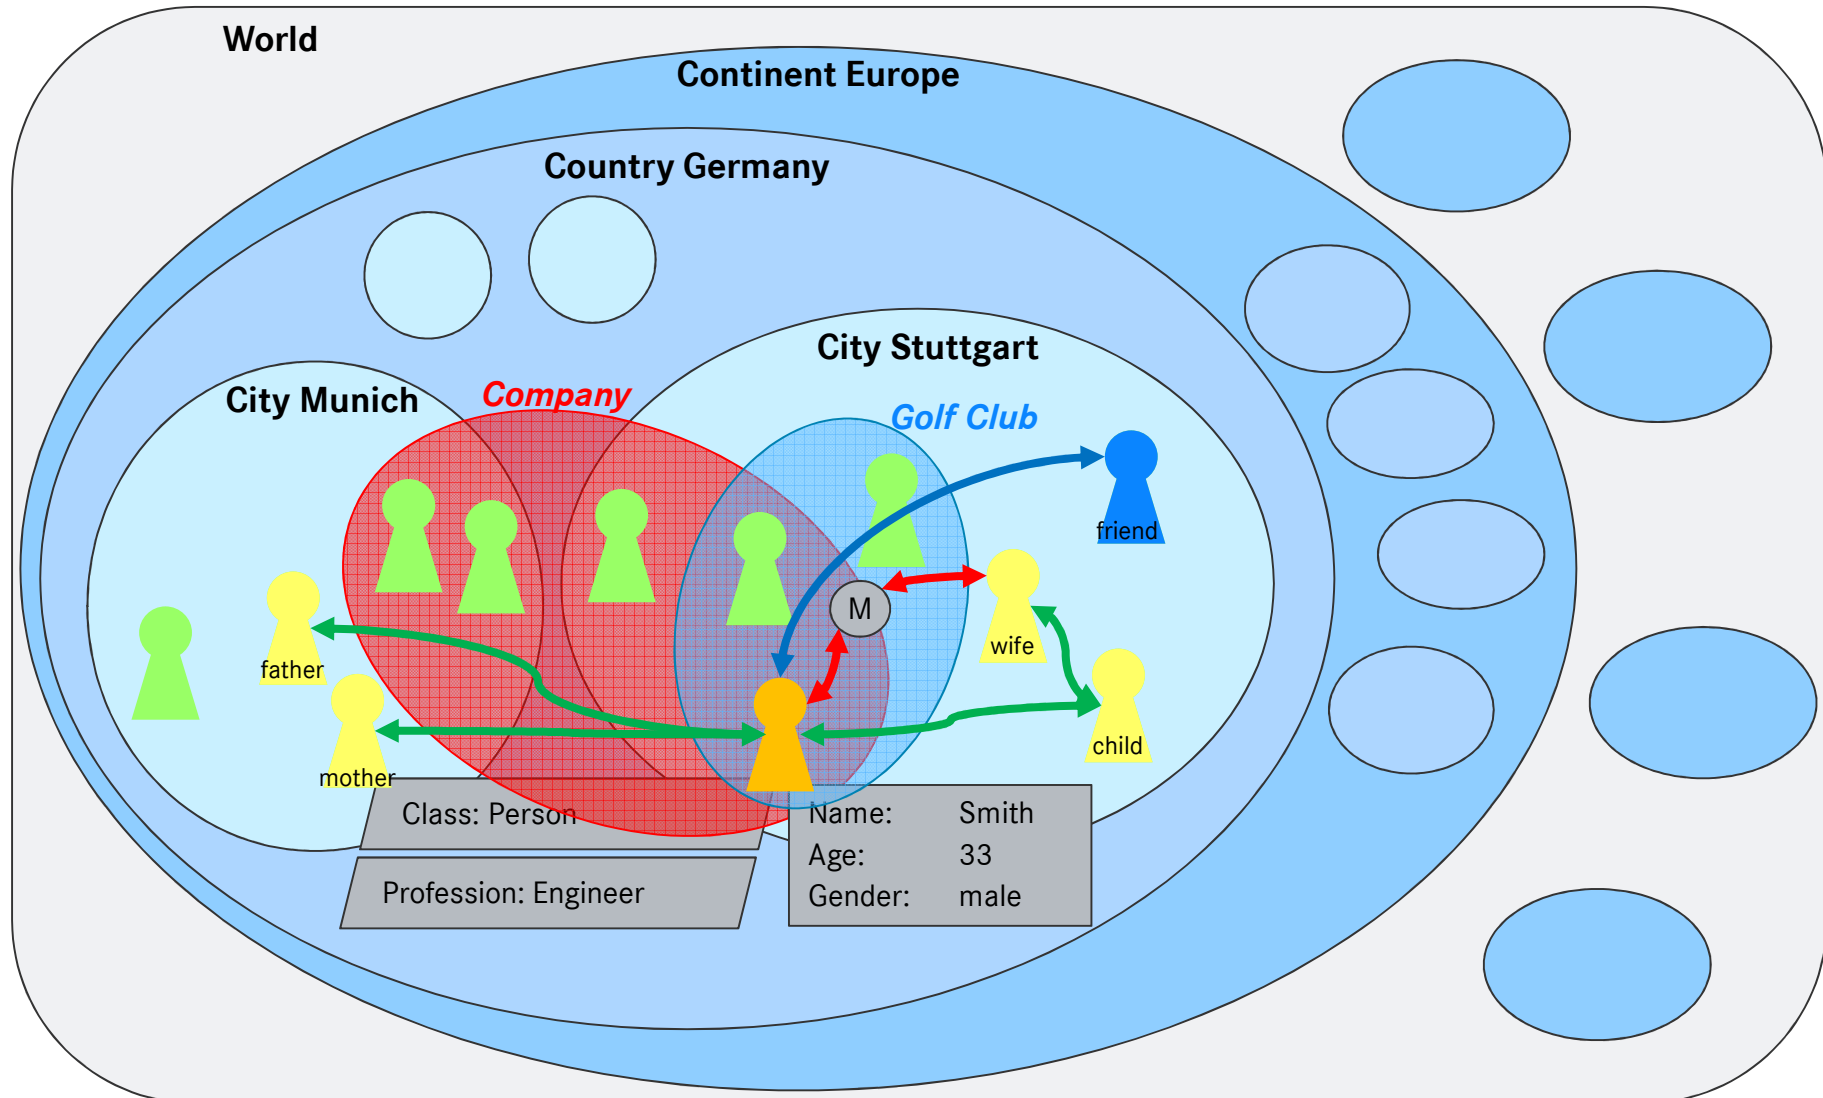 World
Continent Europe
Country Germany
City Stuttgart
City Munich
Company
Golf Club
friend
M
wife
father
child
mother
Class: Person
Profession: Engineer
Name: Smith
Age: 33
Gender: male